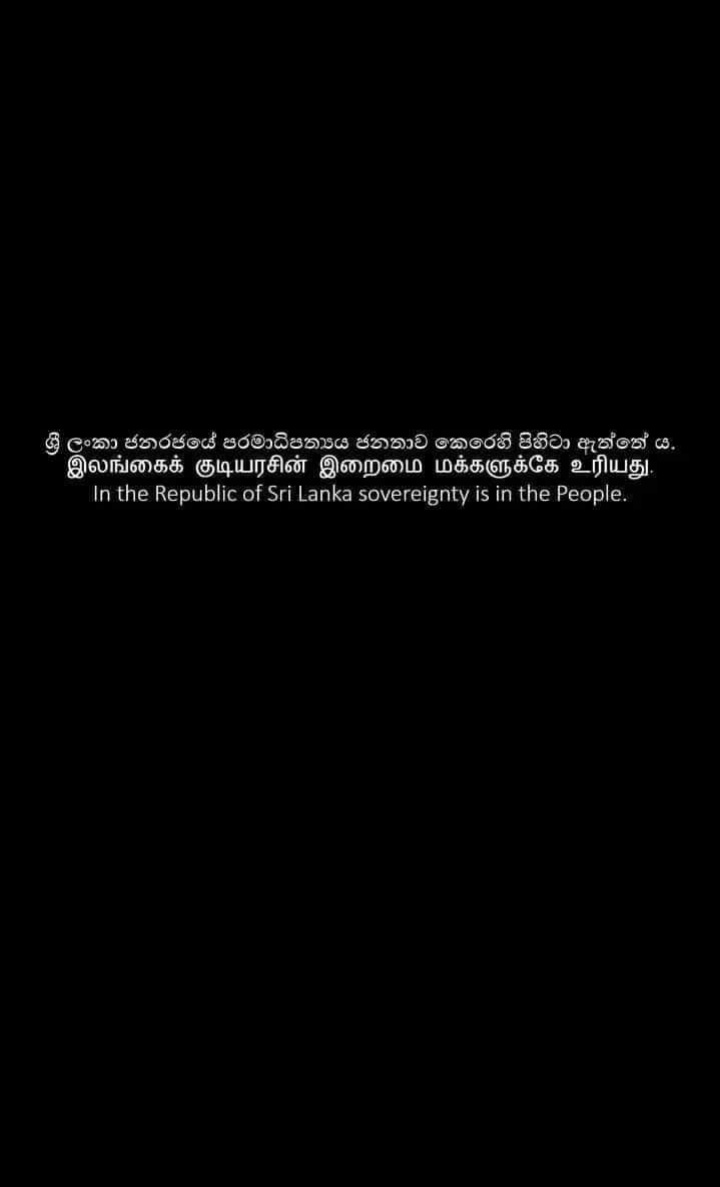 ශ්‍රී ලංකා ජනරජයේ පරමාධිපත්‍යය ජනතාව කෙරෙහි පිහිටා ඇත්තේ ය.
இலங்கைக் குடியரசின் இறைமை மக்களுக்கே உரியது.
In the Republic of Sri Lanka sovereignty is in the People.